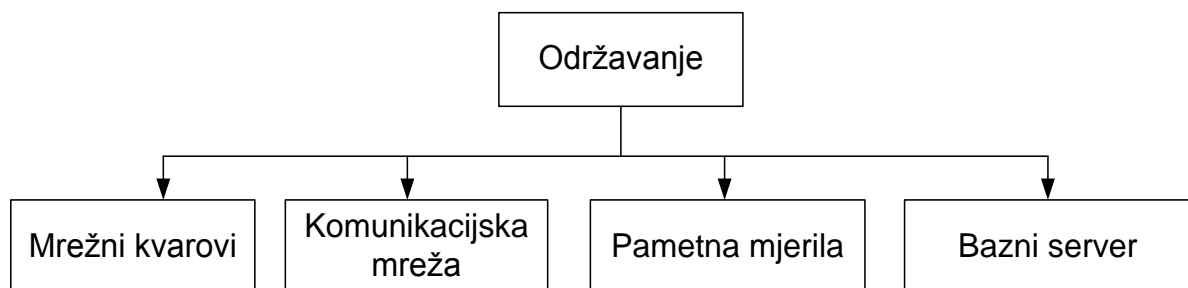 Održavanje
Mrežni kvarovi
Komunikacijska
mreža
Pametna mjerila
Bazni server